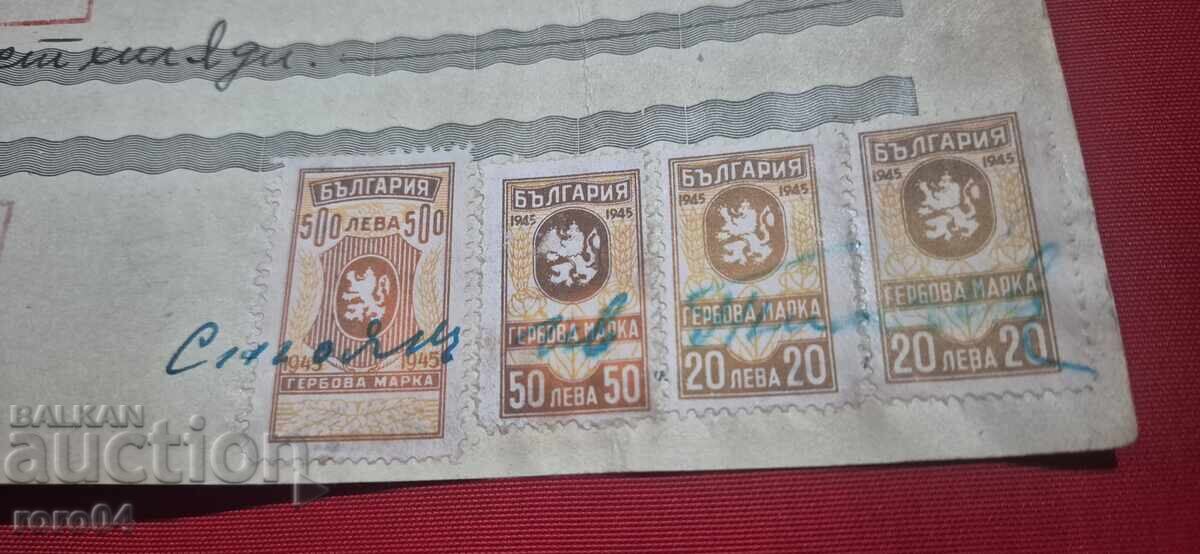 хиляди.
БЪЛГАРИЯ
500 ЛЕВА 500
1945 1945
ГЕРБОВА МАРКА
БЪЛГАРИЯ
1945 1945
ГЕРБОВА МАРКА
50 ЛЕВА 50
БЪЛГАРИЯ
1945 1945
ГЕРБОВА МАРКА
20 ЛЕВА 20
БЪЛГАРИЯ
1945 1945
ГЕРБОВА МАРКА
20 ЛЕВА 20
BALKAN
auction
roro04